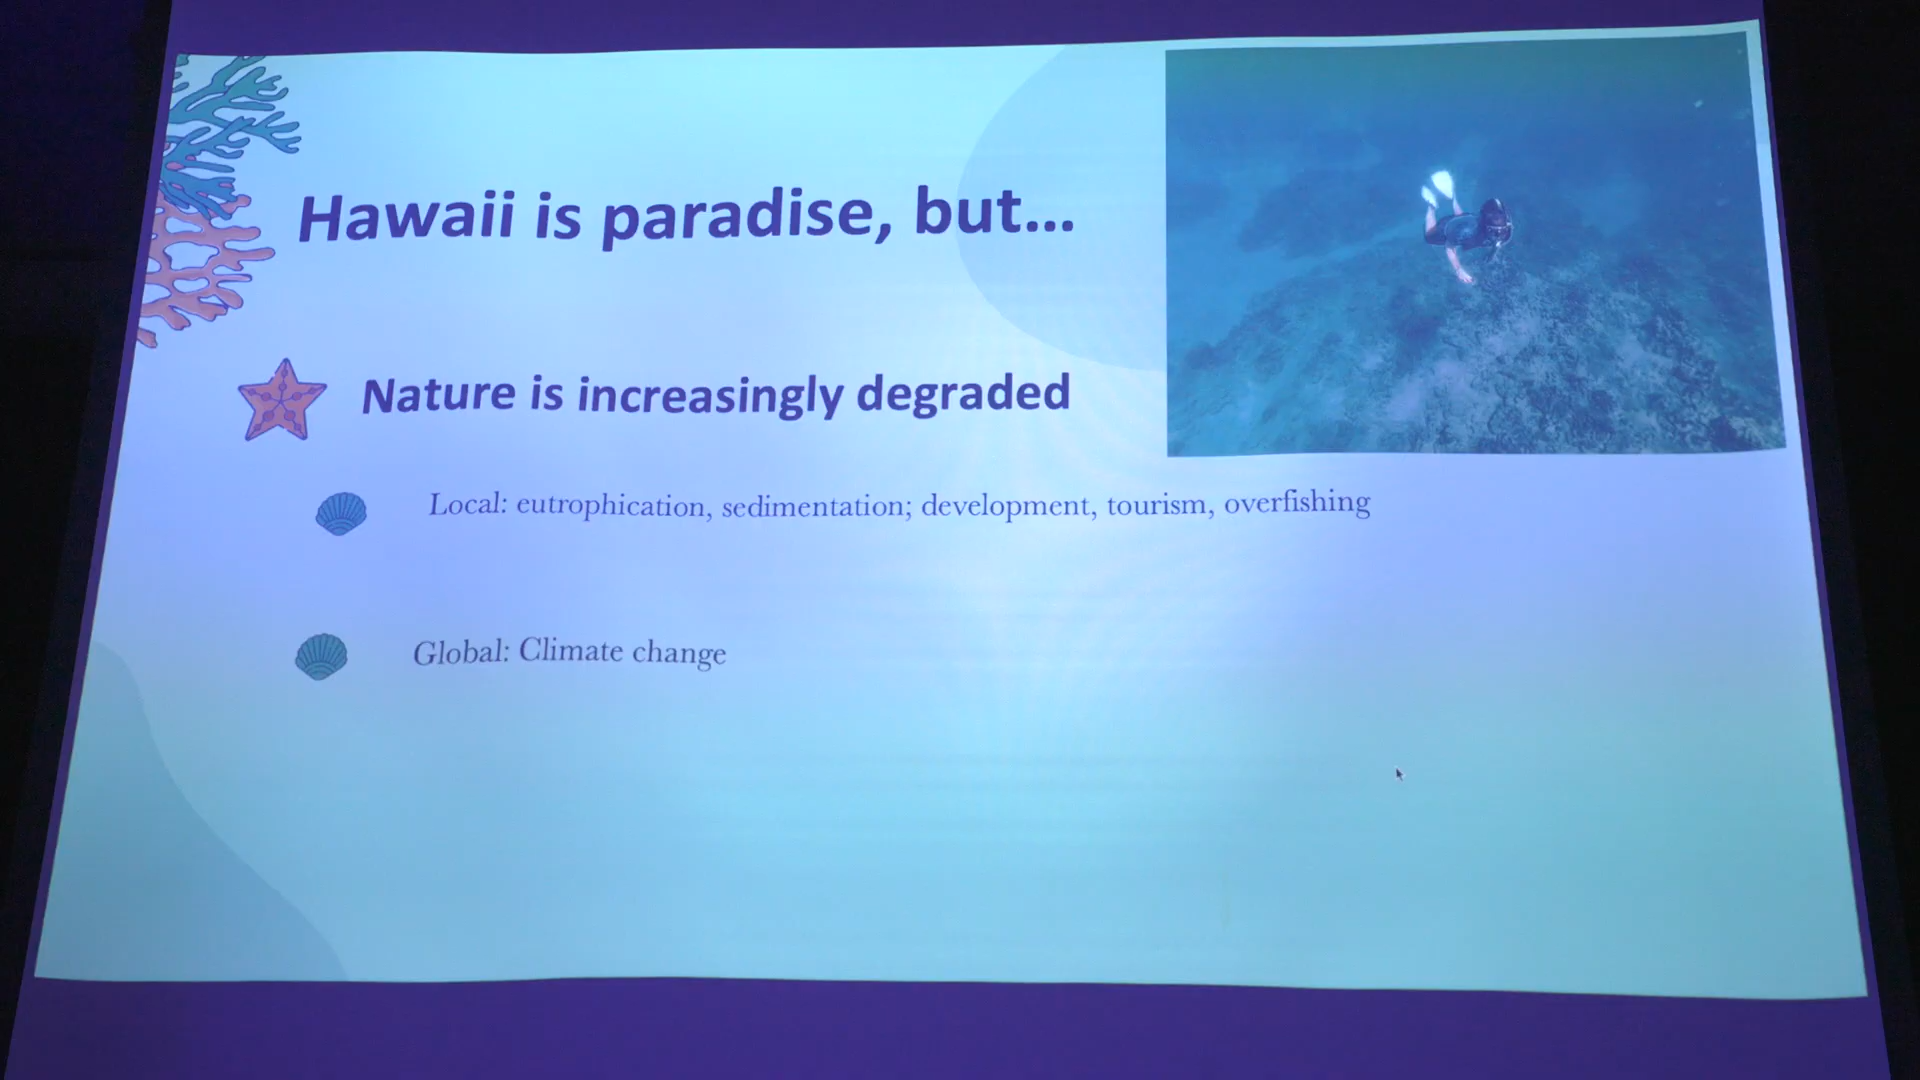 Hawaii is paradise, but...
Nature is increasingly degraded
Local: eutrophication, sedimentation; development, tourism, overfishing
Global: Climate change